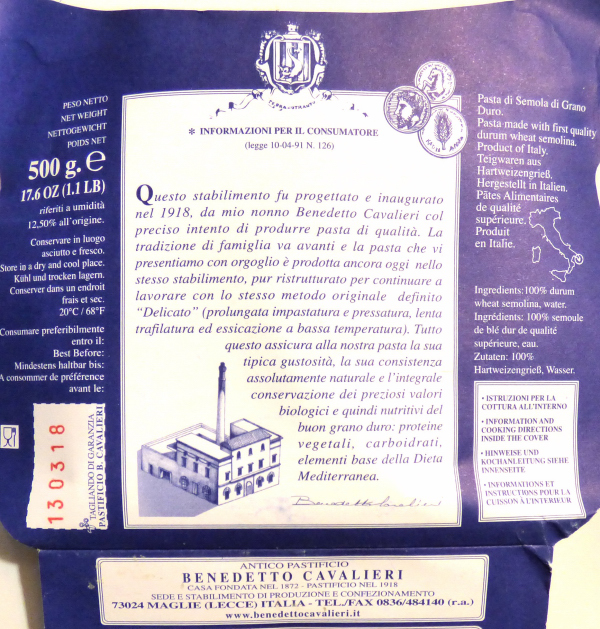 TERRA D'OTRANTO
PESO NETTO
NET WEIGHT
NETTOGEWICHT
POIDS NET
500 g. e
17.6 OZ (1.1 LB)
riferiti a umidità
12,50% all'origine.
Conservare in luogo
asciutto e fresco.
Store in a dry and cool place.
Kühl und trocken lagern.
Conserver dans un endroit
frais et sec.
20°C / 68°F
Consumare preferibilmente
entro il:
Best Before:
Mindestens haltbar bis:
A consommer de préférence
avant le:
130318
TAGLIANDO DI GARANZIA
PASTIFICIO B. CAVALIERI
* INFORMAZIONI PER IL CONSUMATORE
(legge 10-04-91 N. 126)
Questo stabilimento fu progettato e inaugurato
nel 1918, da mio nonno Benedetto Cavalieri col
preciso intento di produrre pasta di qualità. La
tradizione di famiglia va avanti e la pasta che vi
presentiamo con orgoglio è prodotta ancora oggi nello
stesso stabilimento, pur ristrutturato per continuare a
lavorare con lo stesso metodo originale definito
"Delicato" (prolungata impastatura e pressatura, lenta
trafilatura ed essicazione a bassa temperatura). Tutto
questo assicura alla nostra pasta la sua
tipica gustosità, la sua consistenza
assolutamente naturale e l'integrale
conservazione dei preziosi valori
biologici e quindi nutritivi del
buon grano duro: proteine
vegetali, carboidrati,
elementi base della Dieta
Mediterranea.
Benedetto Cavalieri
Pasta di Semola di Grano
Duro.
Pasta made with first quality
durum wheat semolina.
Product of Italy.
Teigwaren aus
Hartweizengrieß.
Hergestellt in Italien.
Pâtes Alimentaires
de qualité
supérieure.
Produit
en Italie.
Ingredients:100% durum
wheat semolina, water.
Ingrédients: 100% semoule
de blé dur de qualité
supérieure, eau.
Zutaten: 100%
Hartweizengrieß, Wasser.
• ISTRUZIONI PER LA
COTTURA ALL'INTERNO
• INFORMATION AND
COOKING DIRECTIONS
INSIDE THE COVER
• HINWEISE UND
KOCHANLEITUNG SIEHE
INNENSEITE
• INFORMATIONS ET
INSTRUCTIONS POUR LA
CUISSON À L'INTERIEUR
ANTICO PASTIFICIO
BENEDETTO CAVALIERI
CASA FONDATA NEL 1872 - PASTIFICIO NEL 1918
SEDE E STABILIMENTO DI PRODUZIONE E CONFEZIONAMENTO
73024 MAGLIE (LECCE) ITALIA - TEL./FAX 0836/484140 (r.a.)
www.benedettocavalieri.it